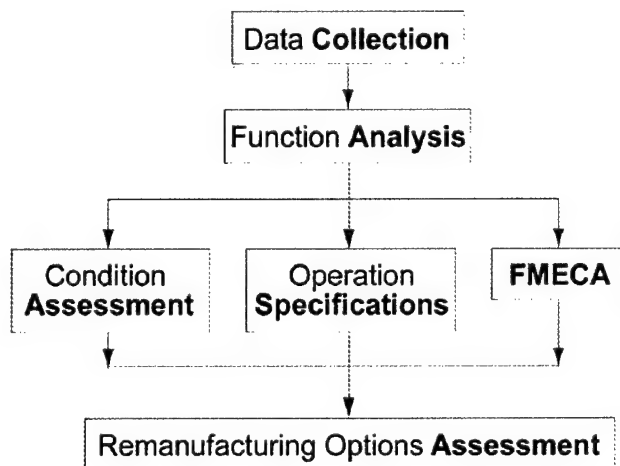 Data Collection
Function Analysis
Condition
Assessment
Operation
Specifications
FMECA
Remanufacturing Options Assessment